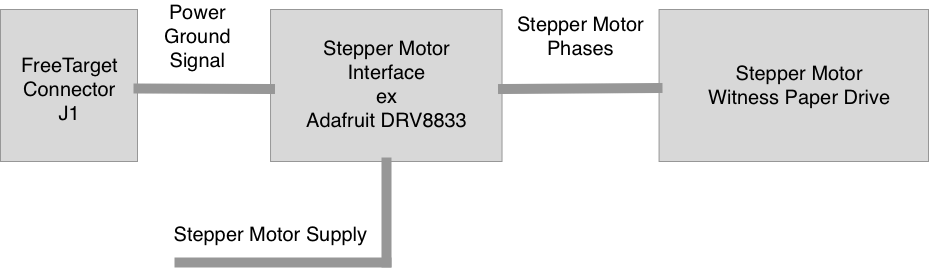 FreeTarget
Connector
J1
Power
Ground
Signal
Stepper Motor
Interface
ex
Adafruit DRV8833
Stepper Motor
Phases
Stepper Motor
Witness Paper Drive
Stepper Motor Supply